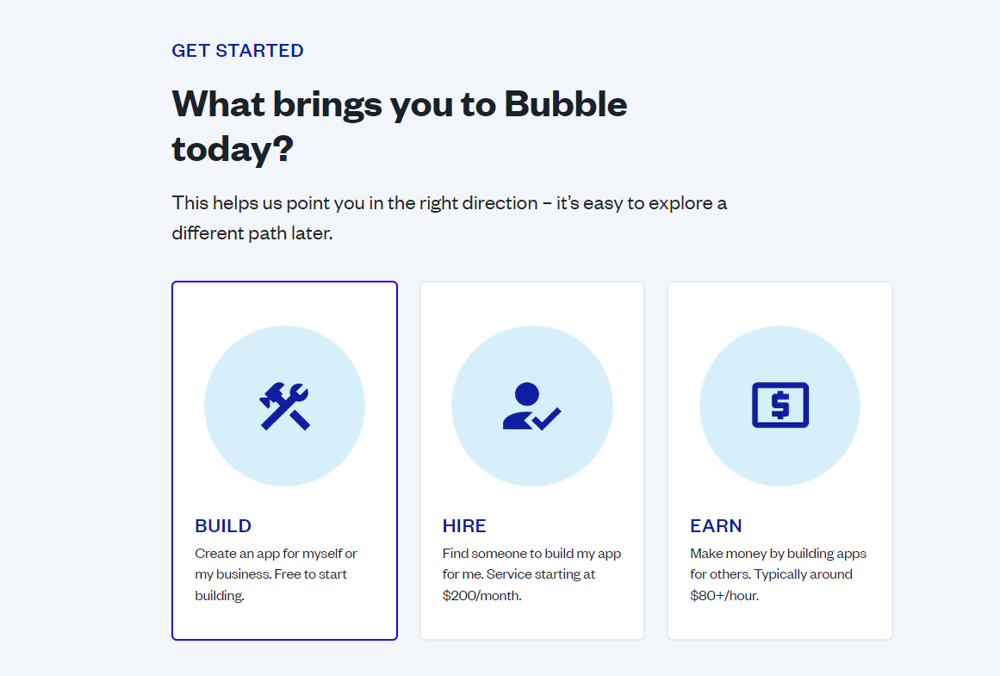 GET STARTED
What brings you to Bubble
today?
This helps us point you in the right direction – it’s easy to explore a
different path later.
BUILD
Create an app for myself or
my business. Free to start
building.
HIRE
Find someone to build my app
for me. Service starting at
$200/month.
EARN
Make money by building apps
for others. Typically around
$80+/hour.